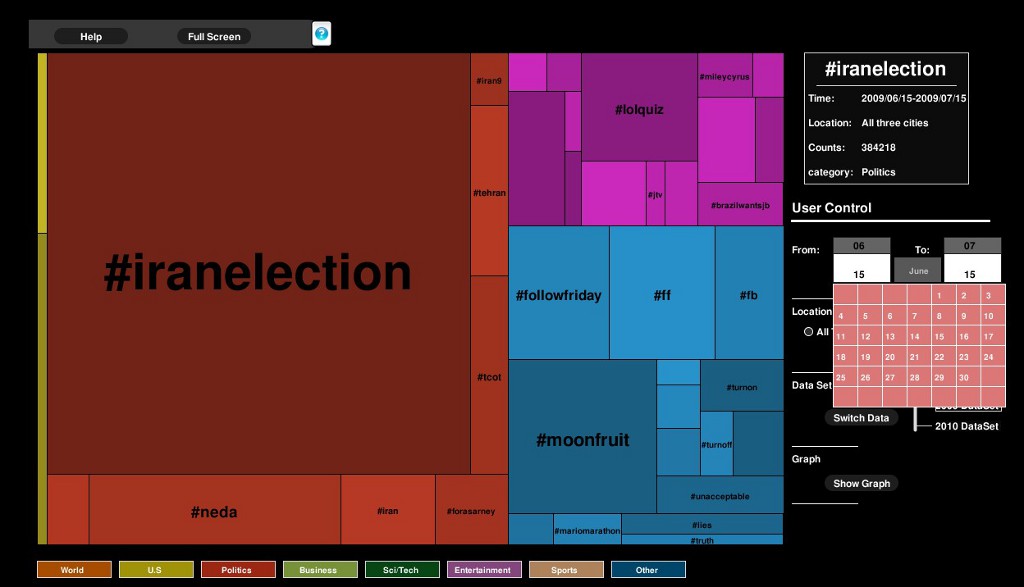 Help
Full Screen
?
#iranelection
#iran9
#tehran
#tcot
#neda
#iran
#forasarney
#lolquiz
#mileycyrus
#jtv
#brazilwantsjb
#followfriday
#ff
#fb
#moonfruit
#turnon
#turnoff
#unacceptable
#mariomarathon
#lies
#truth
#iranelection
Time: 2009/06/15-2009/07/15
Location: All three cities
Counts: 384218
category: Politics
User Control
From: 06 To: 07
15 June 15
1 2 3
4 5 6 7 8 9 10
11 12 13 14 15 16 17
18 19 20 21 22 23 24
25 26 27 28 29 30
Location
All
Data Set
Switch Data
2010 DataSet
Graph
Show Graph
World U.S Politics Business Sci/Tech Entertainment Sports Other